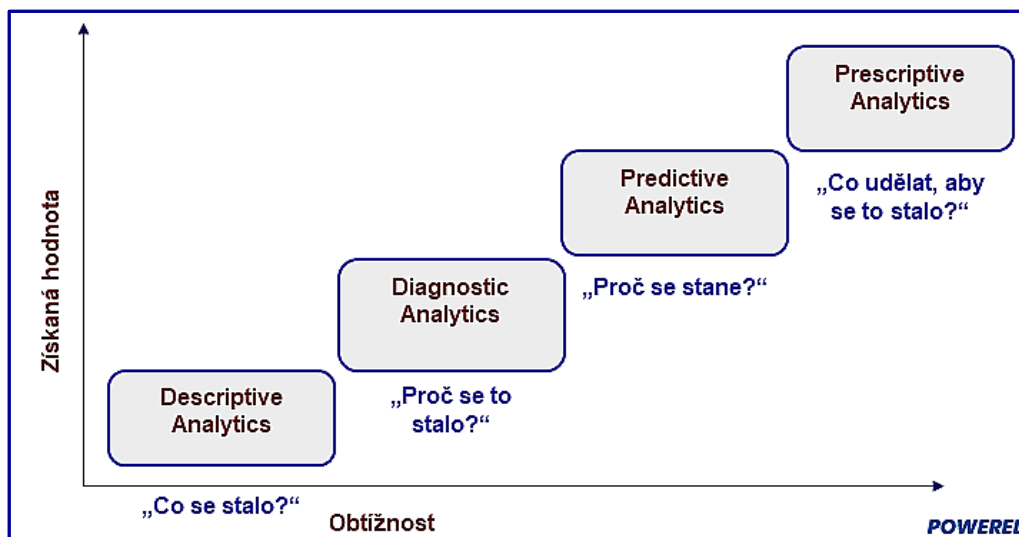 Prescriptive
Analytics
„Co udělat, aby
se to stalo?“
Predictive
Analytics
„Proč se stane?“
Diagnostic
Analytics
„Proč se to
stalo?“
Descriptive
Analytics
„Co se stalo?“
Získaná hodnota
Obtížnost
POWEREL